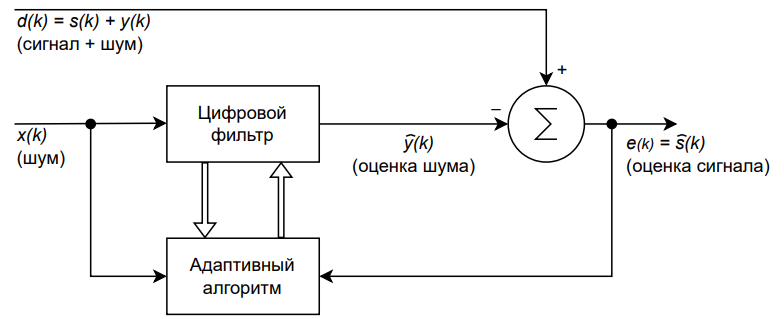 d(k) = s(k) + y(k)
(сигнал + шум)
+
Цифровой
фильтр
–
Σ
x(k)
(шум)
ŷ(k)
(оценка шума)
e(k) = ŝ(k)
(оценка сигнала)
Адаптивный
алгоритм